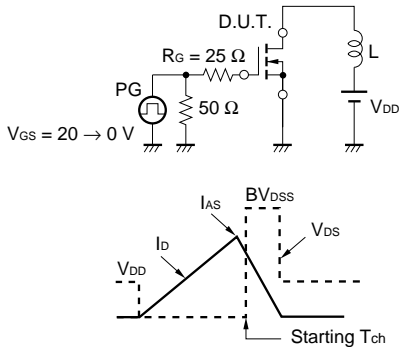 D.U.T.
RG = 25 Ω
L
PG
50 Ω
VDD
VGS = 20 → 0 V
BVDSS
IAS
ID
VDS
VDD
Starting Tch